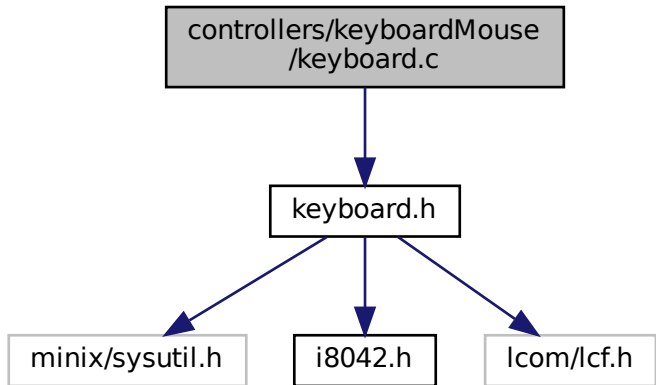 controllers/keyboardMouse
/keyboard.c
keyboard.h
minix/sysutil.h
i8042.h
lcom/lcf.h